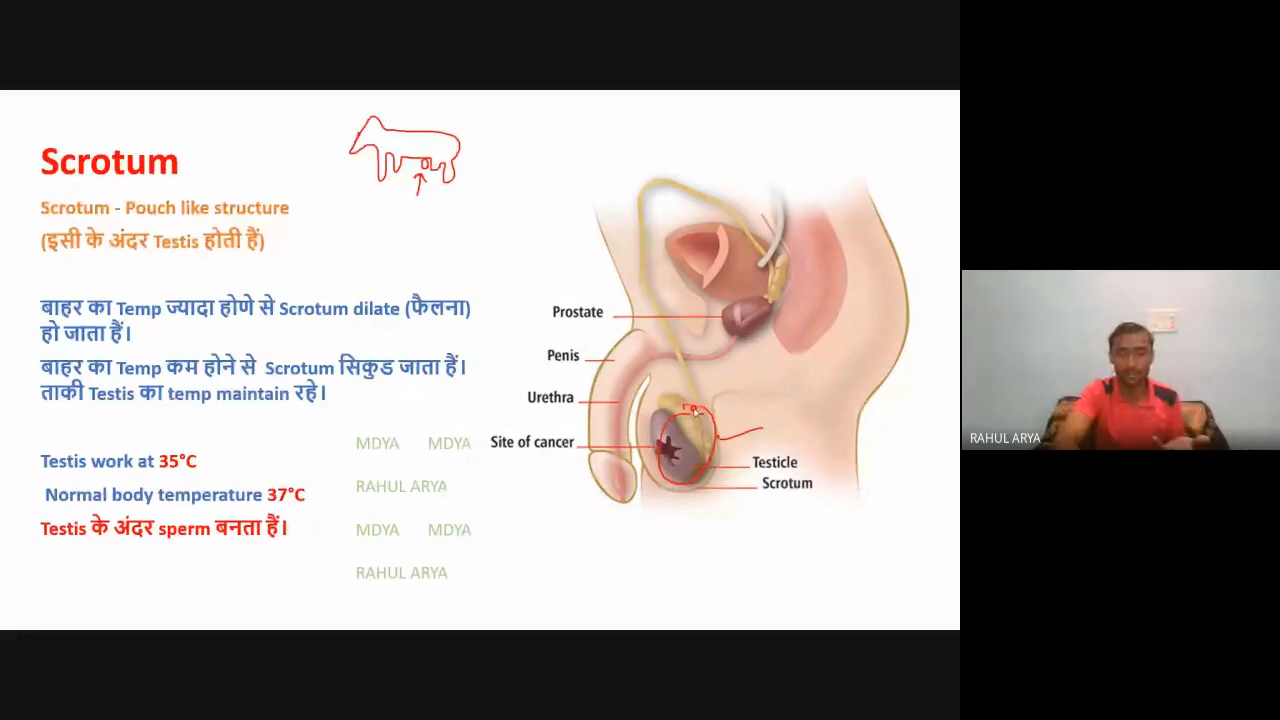 Scrotum
Scrotum - Pouch like structure
(इसी के अंदर Testis होती हैं)
बाहर का Temp ज्यादा होणे से Scrotum dilate (फैलना)
हो जाता हैं।
बाहर का Temp कम होने से Scrotum सिकुड जाता हैं।
ताकी Testis का temp maintain रहे।
Testis work at 35°C
Normal body temperature 37°C
Testis के अंदर sperm बनता हैं।
MDYA MDYA
RAHUL ARYA
MDYA MDYA
RAHUL ARYA
Prostate
Penis
Urethra
Site of cancer
Testicle
Scrotum
RAHUL ARYA